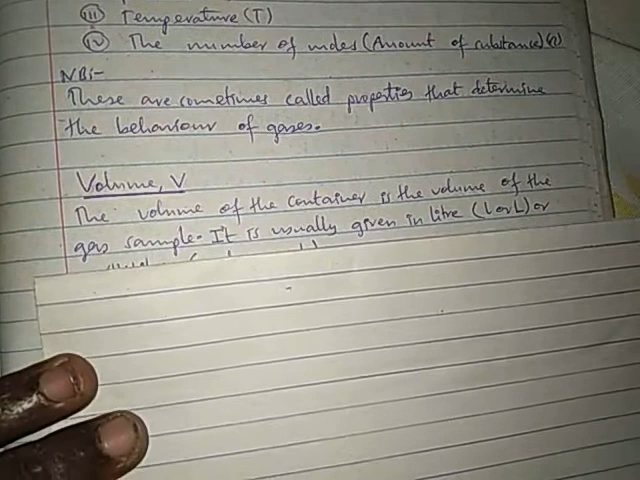 (iii) Temperature (T)
(iv) The number of moles (Amount of substance) (n)
NB:-
These are sometimes called properties that determine
the behaviour of gases.
Volume, V
The volume of the container is the volume of the
gas sample. It is usually given in litre (l or L) or